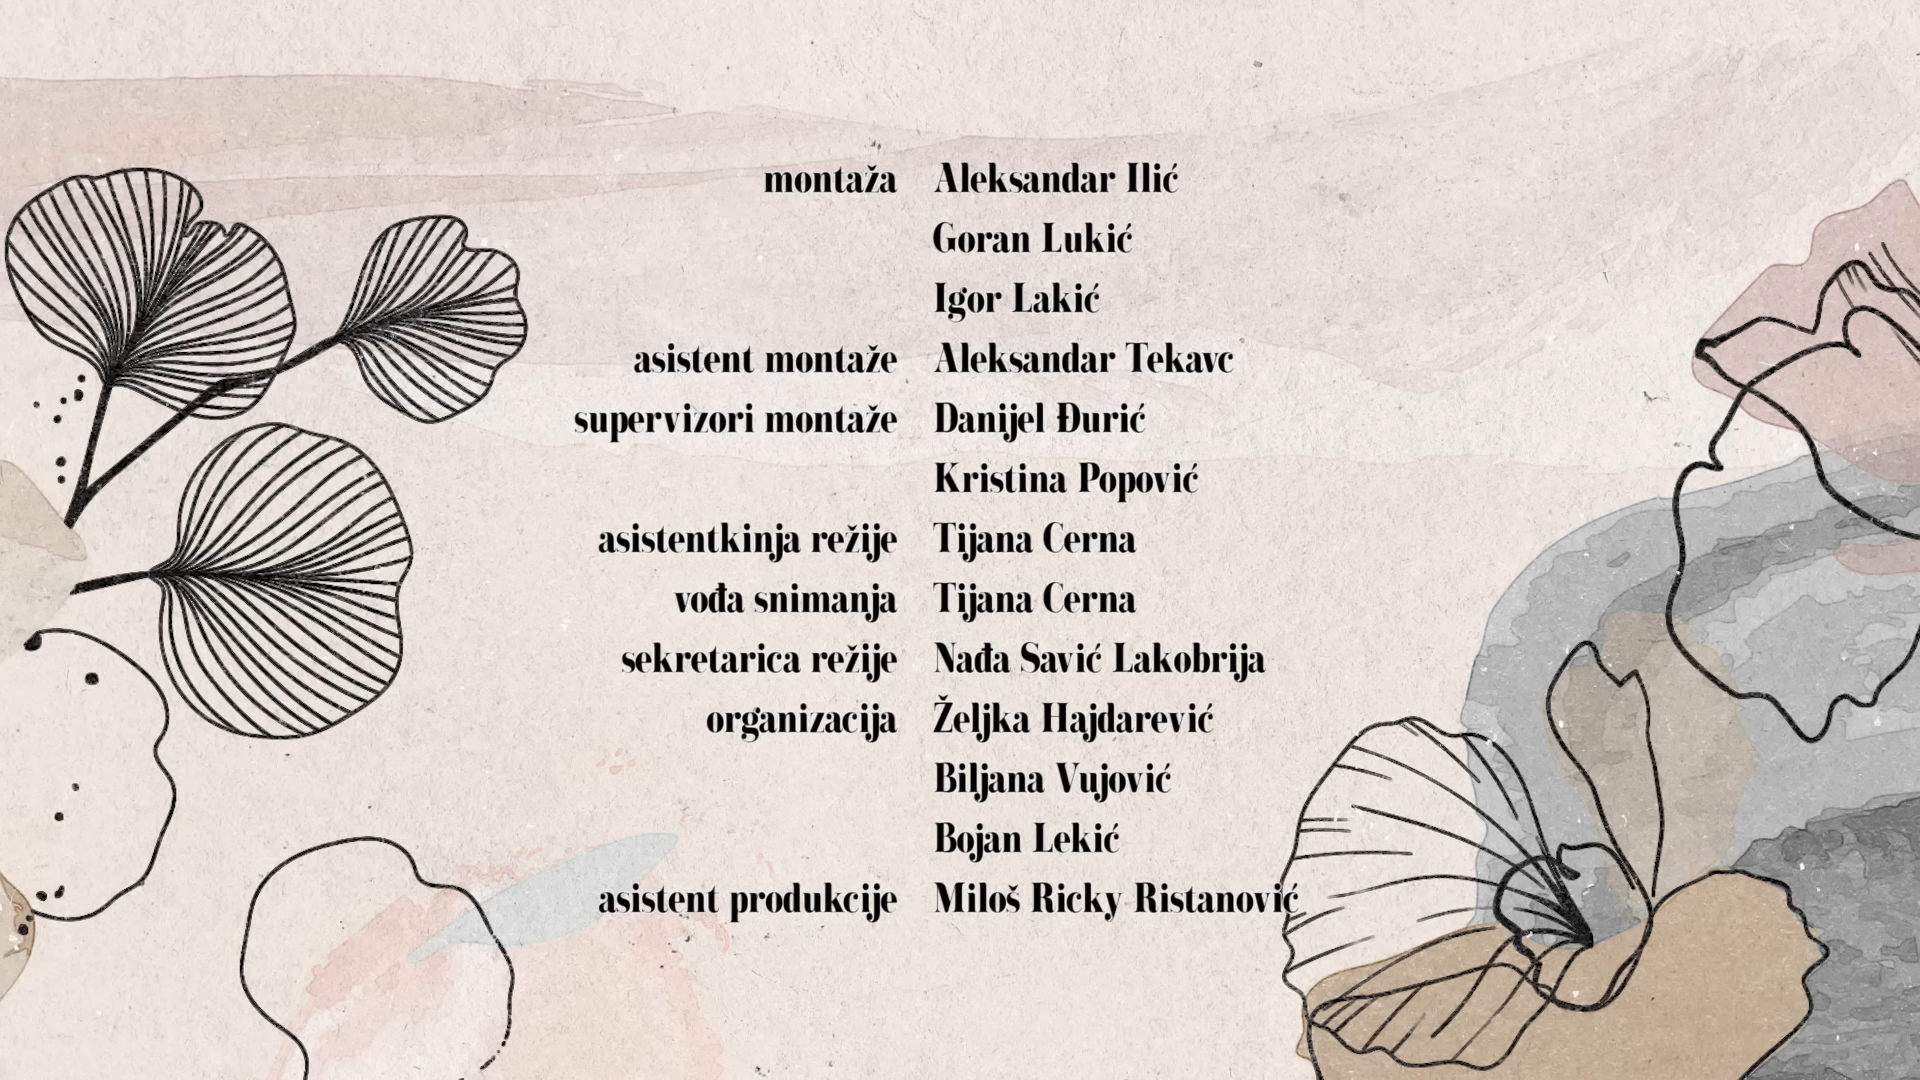 montaža Aleksandar Ilić
Goran Lukić
Igor Lakić
asistent montaže Aleksandar Tekavc
supervizori montaže Danijel Đurić
Kristina Popović
asistentkinja režije Tijana Cerna
vođa snimanja Tijana Cerna
sekretarica režije Nađa Savić Lakobrija
organizacija Željka Hajdarević
Biljana Vujović
Bojan Lekić
asistent produkcije Miloš Ricky Ristanović